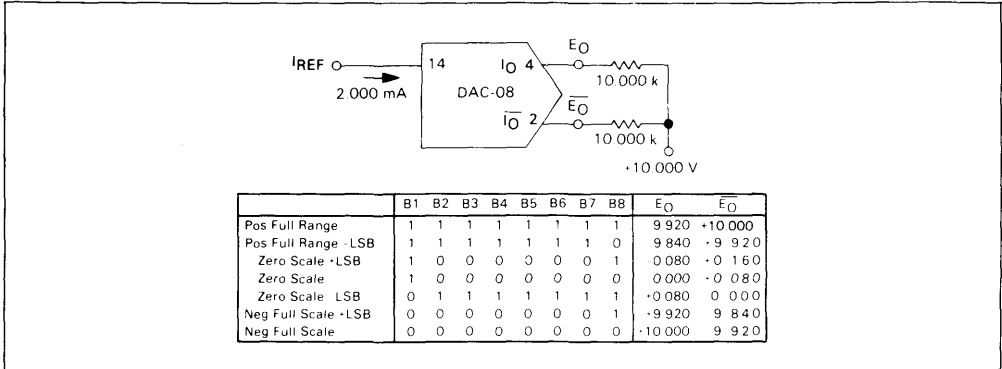 EO
IREF
14
IO 4
10.000 k
2.000 mA
DAC-08
EO
IO 2
10.000 k
+10.000 V
B1 B2 B3 B4 B5 B6 B7 B8 EO EO
Pos Full Range 1 1 1 1 1 1 1 1 9 920 +10.000
Pos Full Range -LSB 1 1 1 1 1 1 1 0 9 840 +9 920
Zero Scale +LSB 1 0 0 0 0 0 0 1 0 080 +0 160
Zero Scale 1 0 0 0 0 0 0 0 0 000 +0 080
Zero Scale LSB 0 1 1 1 1 1 1 1 +0 080 0 000
Neg Full Scale +LSB 0 0 0 0 0 0 0 1 +9 920 9 840
Neg Full Scale 0 0 0 0 0 0 0 0 +10 000 9 920